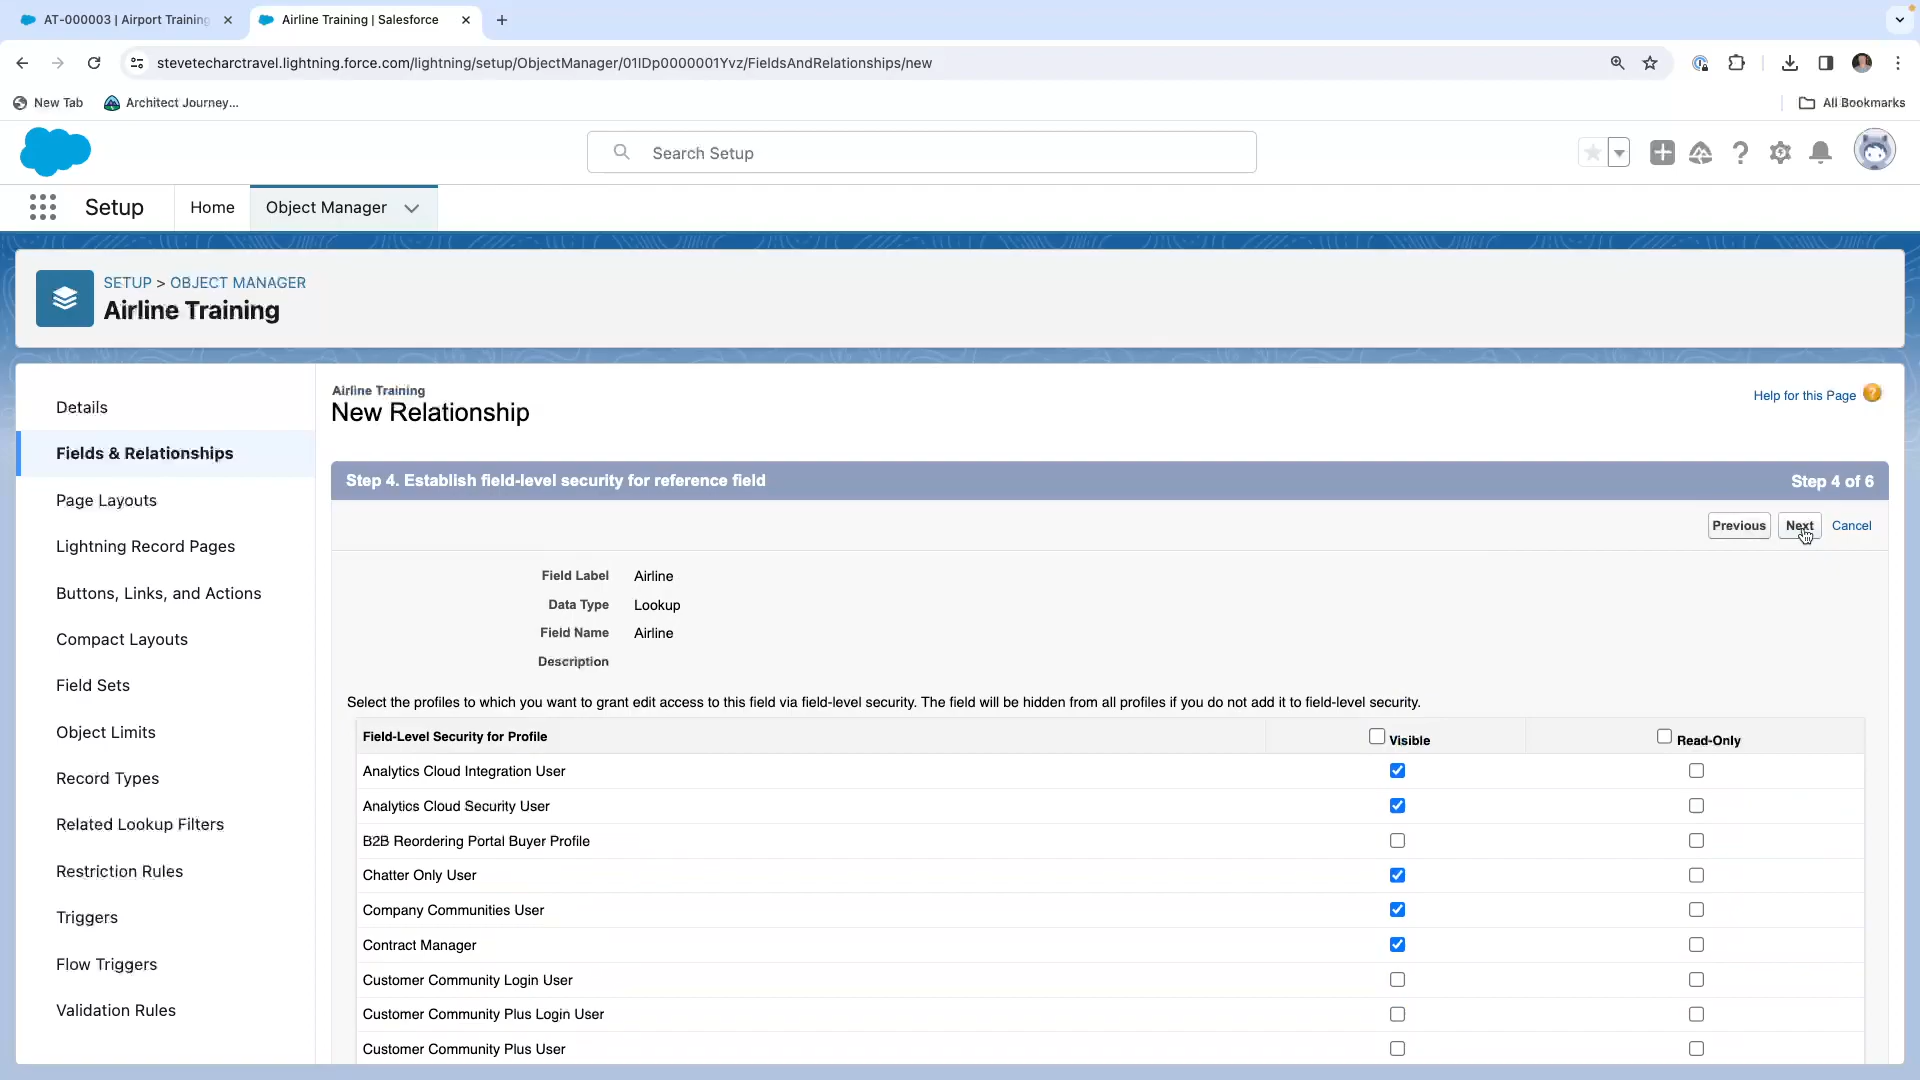 AT-000003 | Airport Training
Airline Training | Salesforce
stevetecharctravel.lightning.force.com/lightning/setup/ObjectManager/01IDp0000001Yvz/FieldsAndRelationships/new
New Tab
Architect Journey...
All Bookmarks
Search Setup
Setup
Home
Object Manager
SETUP > OBJECT MANAGER
Airline Training
Details
Fields & Relationships
Page Layouts
Lightning Record Pages
Buttons, Links, and Actions
Compact Layouts
Field Sets
Object Limits
Record Types
Related Lookup Filters
Restriction Rules
Triggers
Flow Triggers
Validation Rules
Airline Training
New Relationship
Help for this Page
Step 4. Establish field-level security for reference field
Step 4 of 6
Previous
Next
Cancel
Field Label Airline
Data Type Lookup
Field Name Airline
Description
Select the profiles to which you want to grant edit access to this field via field-level security. The field will be hidden from all profiles if you do not add it to field-level security.
Field-Level Security for Profile Visible Read-Only
Analytics Cloud Integration User
Analytics Cloud Security User
B2B Reordering Portal Buyer Profile
Chatter Only User
Company Communities User
Contract Manager
Customer Community Login User
Customer Community Plus Login User
Customer Community Plus User